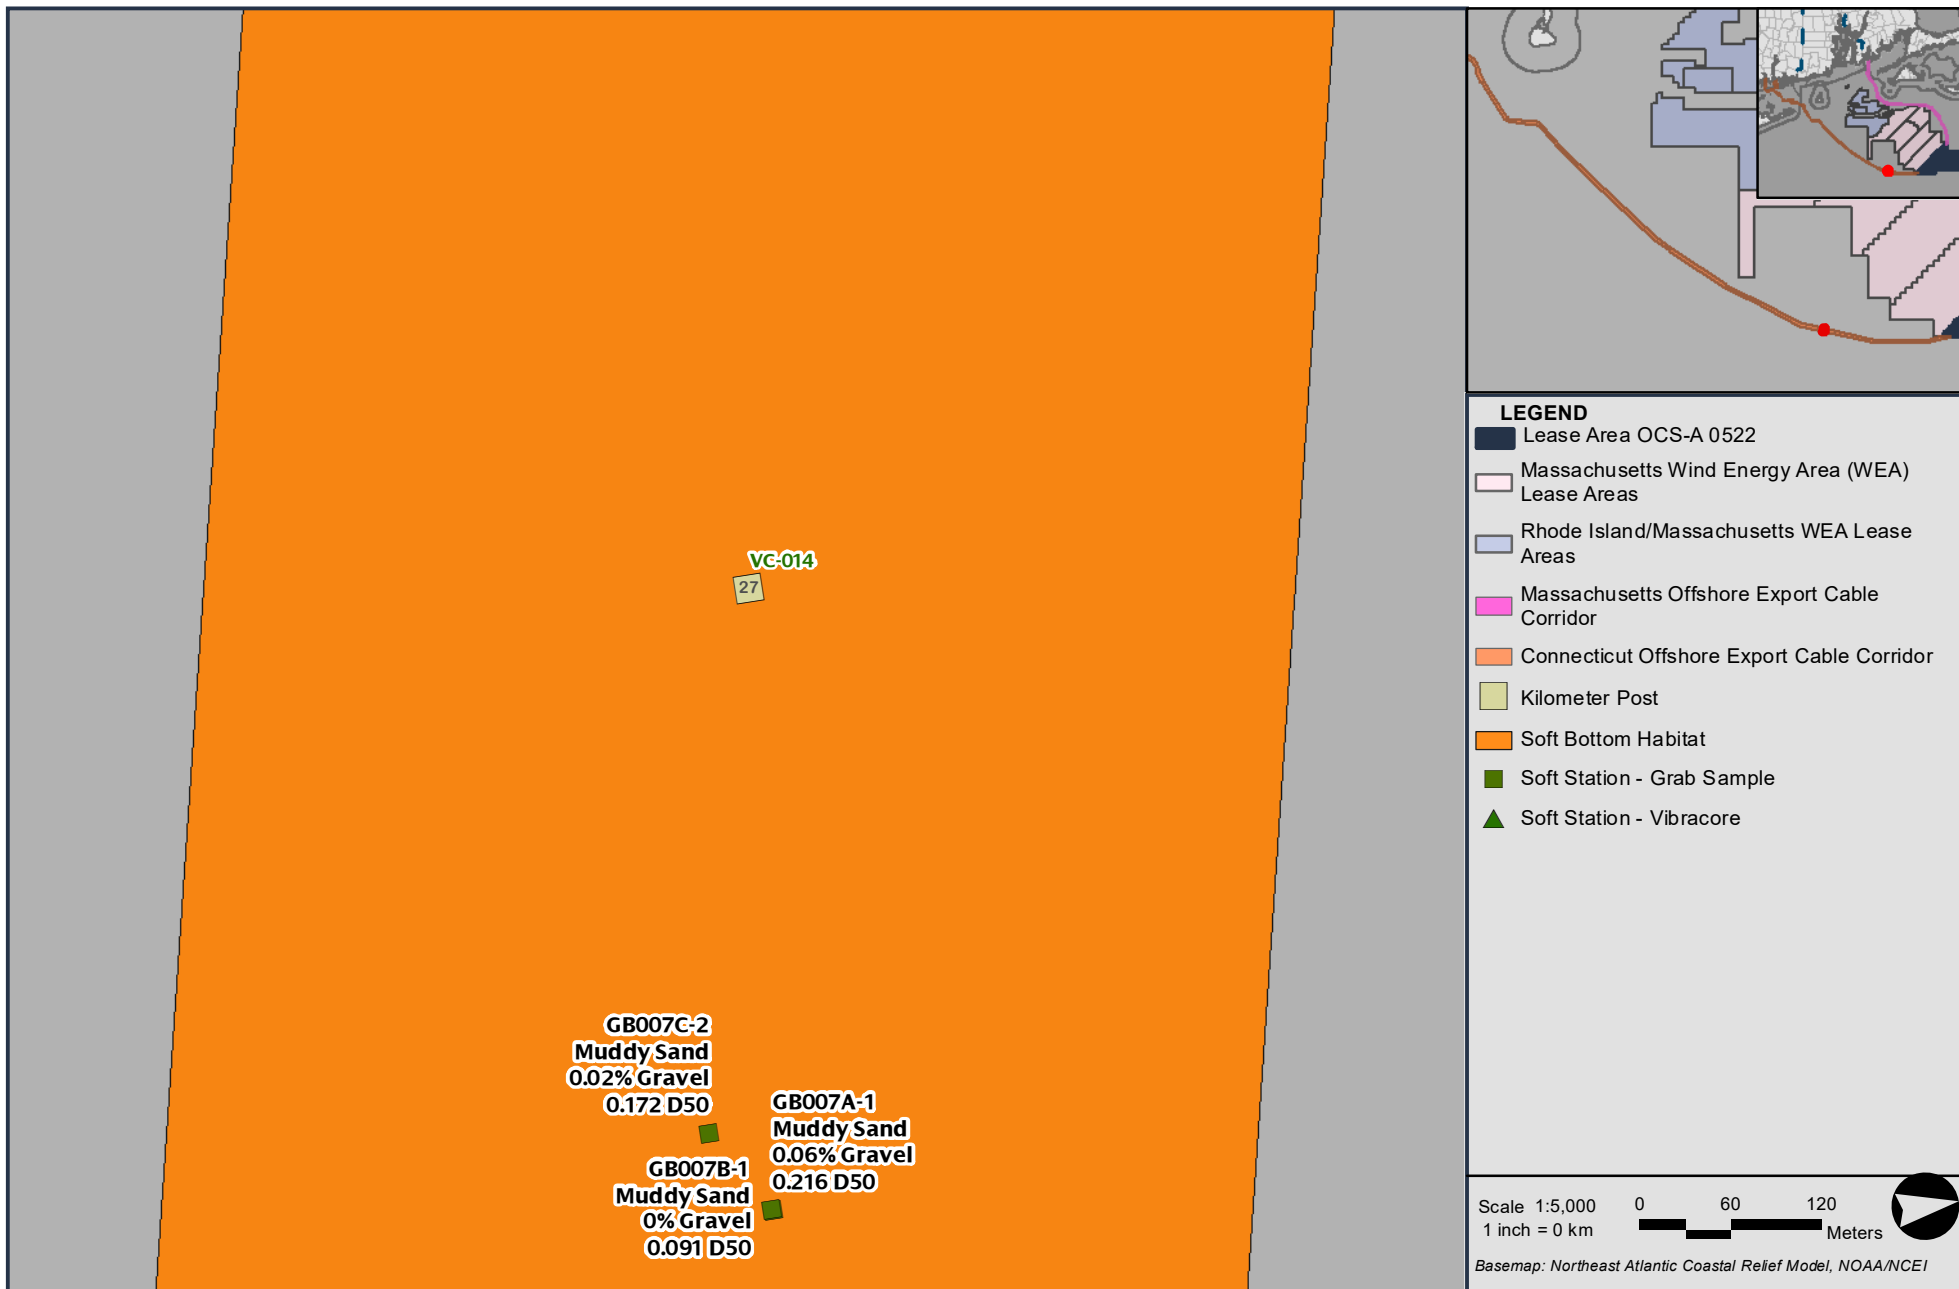 VC-014
27
GB007C-2
Muddy Sand
0.02% Gravel
0.172 D50
GB007A-1
Muddy Sand
0.06% Gravel
0.216 D50
GB007B-1
Muddy Sand
0% Gravel
0.091 D50
LEGEND
Lease Area OCS-A 0522
Massachusetts Wind Energy Area (WEA)
Lease Areas
Rhode Island/Massachusetts WEA Lease
Areas
Massachusetts Offshore Export Cable
Corridor
Connecticut Offshore Export Cable Corridor
Kilometer Post
Soft Bottom Habitat
Soft Station - Grab Sample
Soft Station - Vibracore
Scale 1:5,000
1 inch = 0 km
0 60 120
Meters
Basemap: Northeast Atlantic Coastal Relief Model, NOAA/NCEI